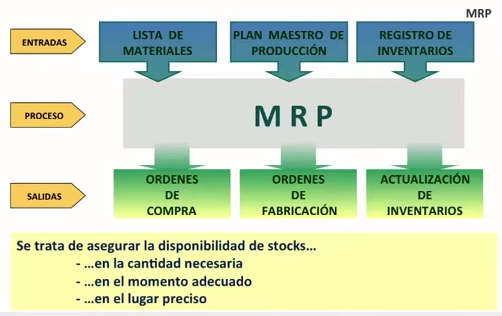 MRP
ENTRADAS
LISTA DE
MATERIALES
PLAN MAESTRO DE
PRODUCCIÓN
REGISTRO DE
INVENTARIOS
PROCESO
MRP
SALIDAS
ORDENES
DE
COMPRA
ORDENES
DE
FABRICACIÓN
ACTUALIZACIÓN
DE
INVENTARIOS
Se trata de asegurar la disponibilidad de stocks…
- …en la cantidad necesaria
- …en el momento adecuado
- …en el lugar preciso